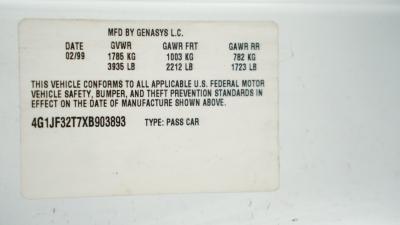 MFD BY GENASYS L.C.
DATE GVWR GAWR FRT GAWR RR
02/99 1785 KG 1003 KG 782 KG
3935 LB 2212 LB 1723 LB
THIS VEHICLE CONFORMS TO ALL APPLICABLE U.S. FEDERAL MOTOR
VEHICLE SAFETY, BUMPER, AND THEFT PREVENTION STANDARDS IN
EFFECT ON THE DATE OF MANUFACTURE SHOWN ABOVE.
4G1JF32T7XB903893 TYPE: PASS CAR